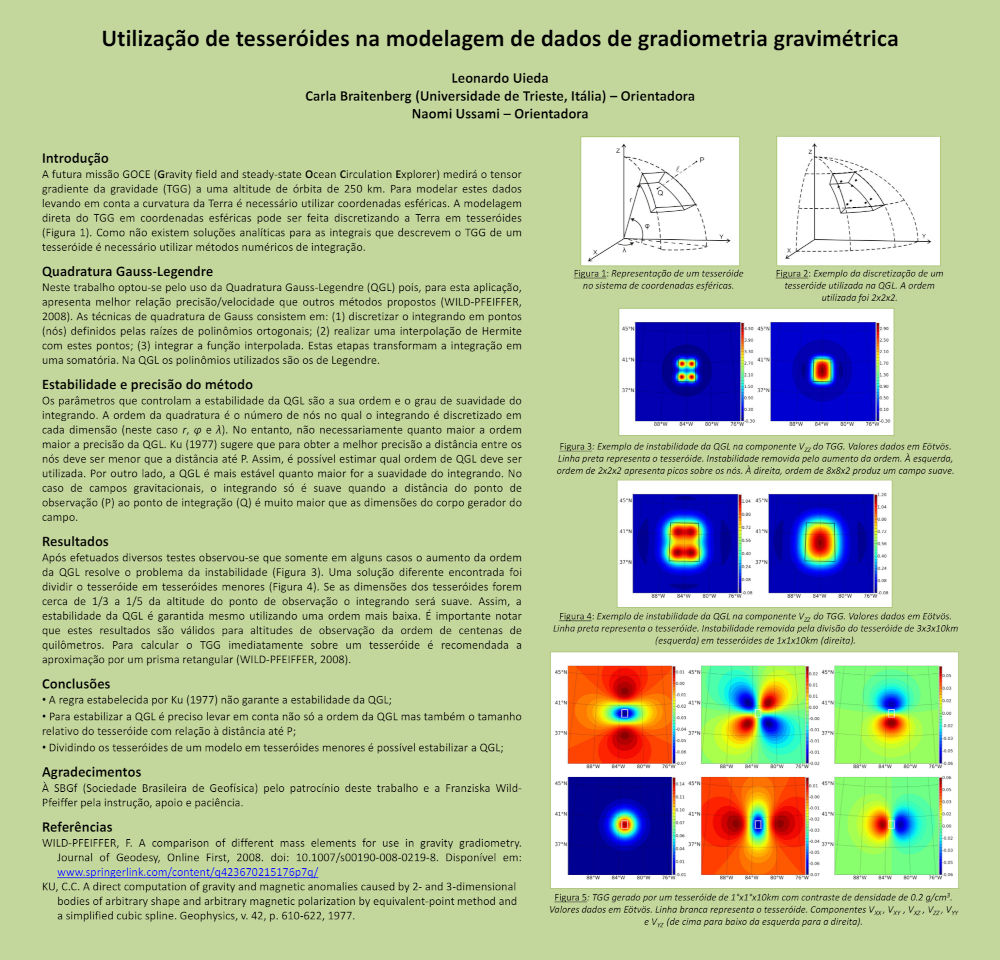 Utilização de tesseróides na modelagem de dados de gradiometria gravimétrica
Leonardo Uieda
Carla Braitenberg (Universidade de Trieste, Itália) – Orientadora
Naomi Ussami – Orientadora
Introdução
A futura missão GOCE (Gravity field and steady-state Ocean Circulation Explorer) medirá o tensor
gradiente da gravidade (TGG) a uma altitude de órbita de 250 km. Para modelar estes dados
levando em conta a curvatura da Terra é necessário utilizar coordenadas esféricas. A modelagem
direta do TGG em coordenadas esféricas pode ser feita discretizando a Terra em tesseróides
(Figura 1). Como não existem soluções analíticas para as integrais que descrevem o TGG de um
tesseróide é necessário utilizar métodos numéricos de integração.
Quadratura Gauss-Legendre
Neste trabalho optou-se pelo uso da Quadratura Gauss-Legendre (QGL) pois, para esta aplicação,
apresenta melhor relação precisão/velocidade que outros métodos propostos (WILD-PFEIFFER,
2008). As técnicas de quadratura de Gauss consistem em: (1) discretizar o integrando em pontos
(nós) definidos pelas raízes de polinômios ortogonais; (2) realizar uma interpolação de Hermite
com estes pontos; (3) integrar a função interpolada. Estas etapas transformam a integração em
uma somatória. Na QGL os polinômios utilizados são os de Legendre.
Estabilidade e precisão do método
Os parâmetros que controlam a estabilidade da QGL são a sua ordem e o grau de suavidade do
integrando. A ordem da quadratura é o número de nós no qual o integrando é discretizado em
cada dimensão (neste caso r, φ e λ). No entanto, não necessariamente quanto maior a ordem
maior a precisão da QGL. Ku (1977) sugere que para obter a melhor precisão a distância entre os
nós deve ser menor que a distância até P. Assim, é possível estimar qual ordem de QGL deve ser
utilizada. Por outro lado, a QGL é mais estável quanto maior for a suavidade do integrando. No
caso de campos gravitacionais, o integrando só é suave quando a distância do ponto de
observação (P) ao ponto de integração (Q) é muito maior que as dimensões do corpo gerador do
campo.
Resultados
Após efetuados diversos testes observou-se que somente em alguns casos o aumento da ordem
da QGL resolve o problema da instabilidade (Figura 3). Uma solução diferente encontrada foi
dividir o tesseróide em tesseróides menores (Figura 4). Se as dimensões dos tesseróides forem
cerca de 1/3 a 1/5 da altitude do ponto de observação o integrando será suave. Assim, a
estabilidade da QGL é garantida mesmo utilizando uma ordem mais baixa. É importante notar
que estes resultados são válidos para altitudes de observação da ordem de centenas de
quilômetros. Para calcular o TGG imediatamente sobre um tesseróide é recomendada a
aproximação por um prisma retangular (WILD-PFEIFFER, 2008).
Conclusões
• A regra estabelecida por Ku (1977) não garante a estabilidade da QGL;
• Para estabilizar a QGL é preciso levar em conta não só a ordem da QGL mas também o tamanho
relativo do tesseróide com relação à distância até P;
• Dividindo os tesseróides de um modelo em tesseróides menores é possível estabilizar a QGL;
Agradecimentos
À SBGf (Sociedade Brasileira de Geofísica) pelo patrocínio deste trabalho e a Franziska Wild-
Pfeiffer pela instrução, apoio e paciência.
Referências
WILD-PFEIFFER, F. A comparison of different mass elements for use in gravity gradiometry.
Journal of Geodesy, Online First, 2008. doi: 10.1007/s00190-008-0219-8. Disponível em:
www.springerlink.com/content/q423670215176p7q/
KU, C.C. A direct computation of gravity and magnetic anomalies caused by 2- and 3-dimensional
bodies of arbitrary shape and arbitrary magnetic polarization by equivalent-point method and
a simplified cubic spline. Geophysics, v. 42, p. 610-622, 1977.
Z P Q r φ λ X Y
Figura 1: Representação de um tesseróide
no sistema de coordenadas esféricas.
Z X Y
Figura 2: Exemplo da discretização de um
tesseróide utilizada na QGL. A ordem
utilizada foi 2x2x2.
45°N 41°N 37°N
88°W 84°W 80°W 76°W
45°N 41°N 37°N
88°W 84°W 80°W 76°W
Figura 3: Exemplo de instabilidade da QGL na componente VZZ do TGG. Valores dados em Eötvös.
Linha preta representa o tesseróide. Instabilidade removida pelo aumento da ordem. À esquerda,
ordem de 2x2x2 apresenta picos sobre os nós. À direita, ordem de 8x8x2 produz um campo suave.
45°N 41°N 37°N
88°W 84°W 80°W 76°W
45°N 41°N 37°N
88°W 84°W 80°W 76°W
Figura 4: Exemplo de instabilidade da QGL na componente VZZ do TGG. Valores dados em Eötvös.
Linha preta representa o tesseróide. Instabilidade removida pela divisão do tesseróide de 3x3x10km
(esquerda) em tesseróides de 1x1x10km (direita).
45°N 41°N 37°N
88°W 84°W 80°W 76°W
Figura 5: TGG gerado por um tesseróide de 1°x1°x10km com contraste de densidade de 0.2 g/cm³.
Valores dados em Eötvös. Linha branca representa o tesseróide. Componentes VXX, VXY, VXZ, VZZ, VYY
e VYZ (de cima para baixo da esquerda para a direita).